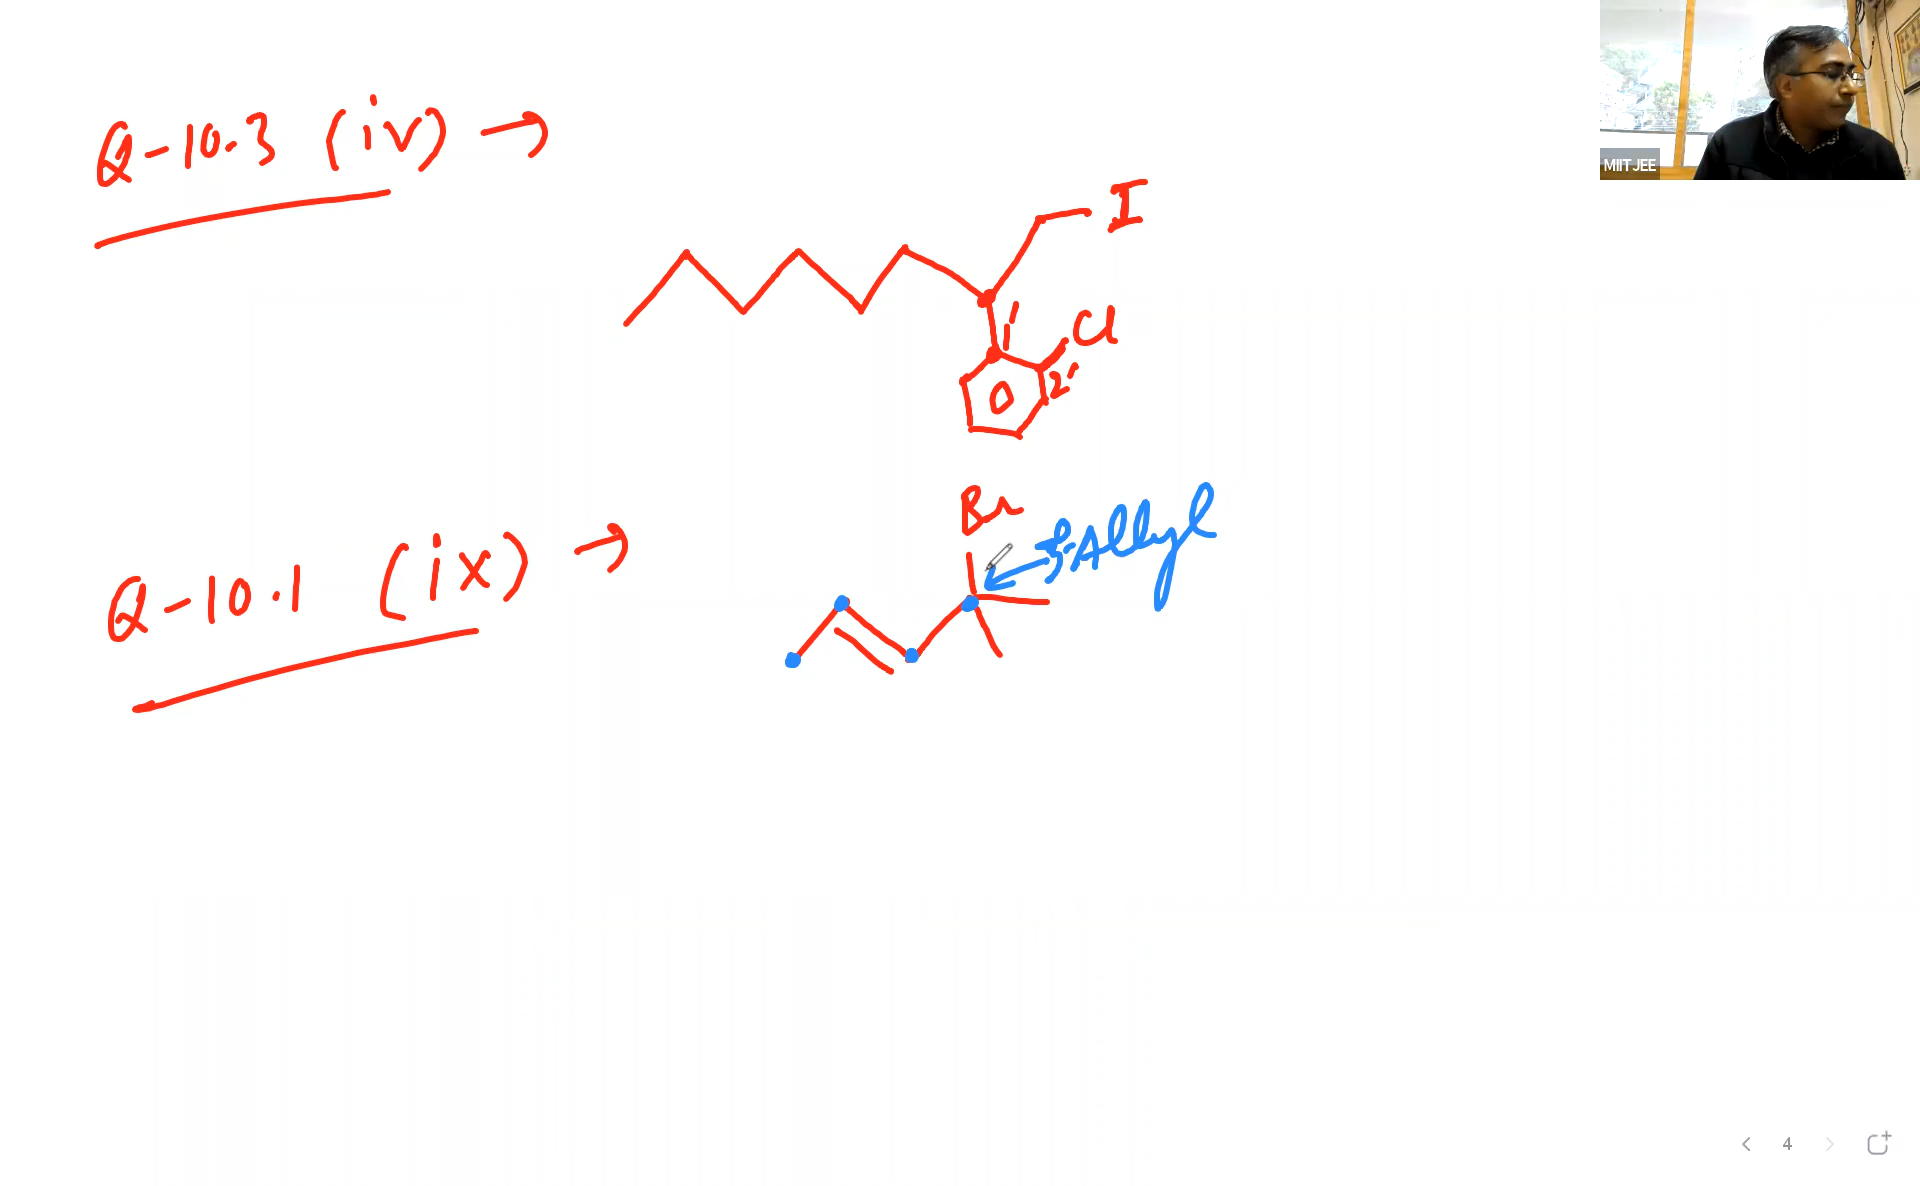 Q-10.3 (iv) →
MIIT JEE
I
1'
Cl
2'
Br
3°-Allyl
Q-10.1 (ix) →
4